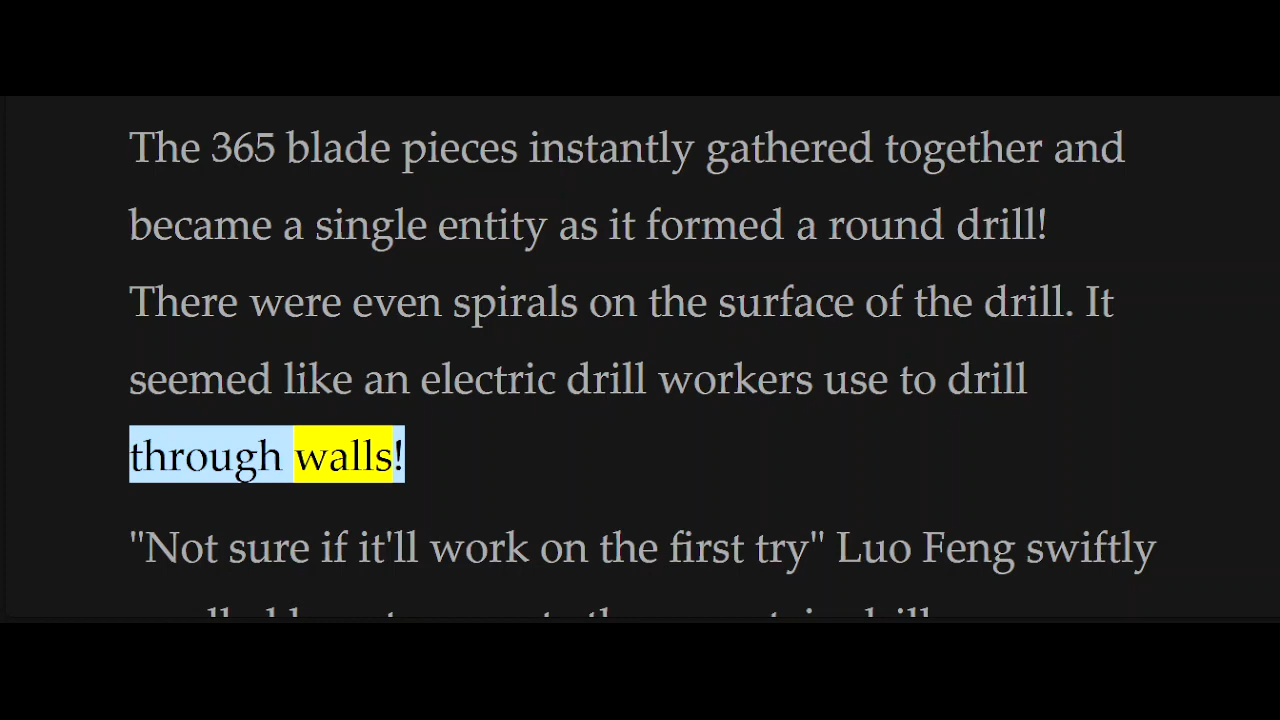 The 365 blade pieces instantly gathered together and
became a single entity as it formed a round drill!
There were even spirals on the surface of the drill. It
seemed like an electric drill workers use to drill
through walls!
"Not sure if it'll work on the first try" Luo Feng swiftly